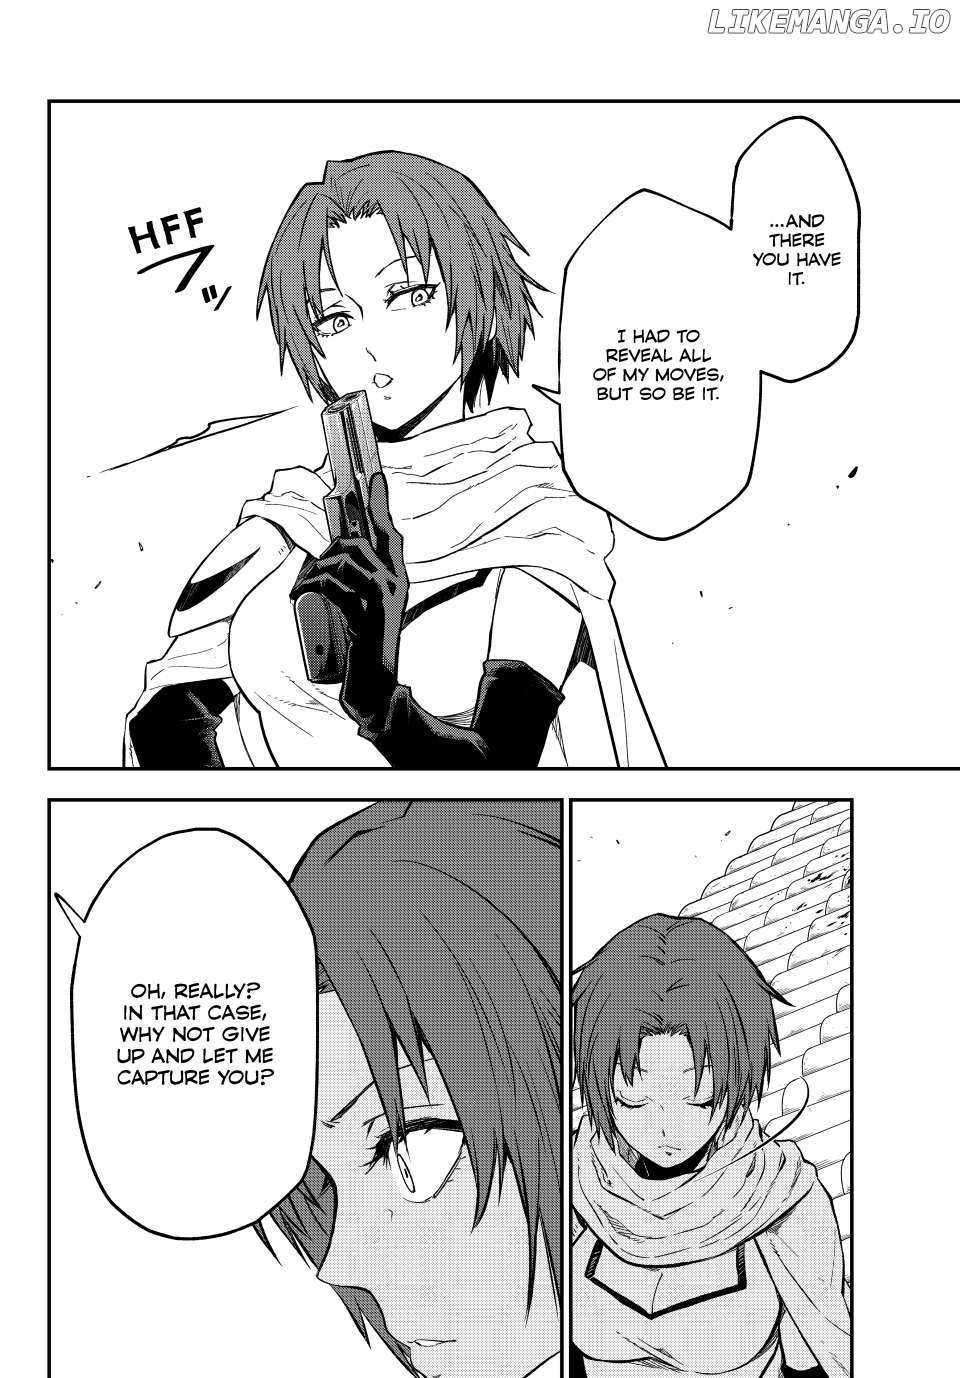 LIKEMANGA.IO
...AND
THERE
YOU HAVE
IT.
I HAD TO
REVEAL ALL
OF MY MOVES,
BUT SO BE IT.
HFF
フッ
OH, REALLY?
IN THAT CASE,
WHY NOT GIVE
UP AND LET ME
CAPTURE YOU?